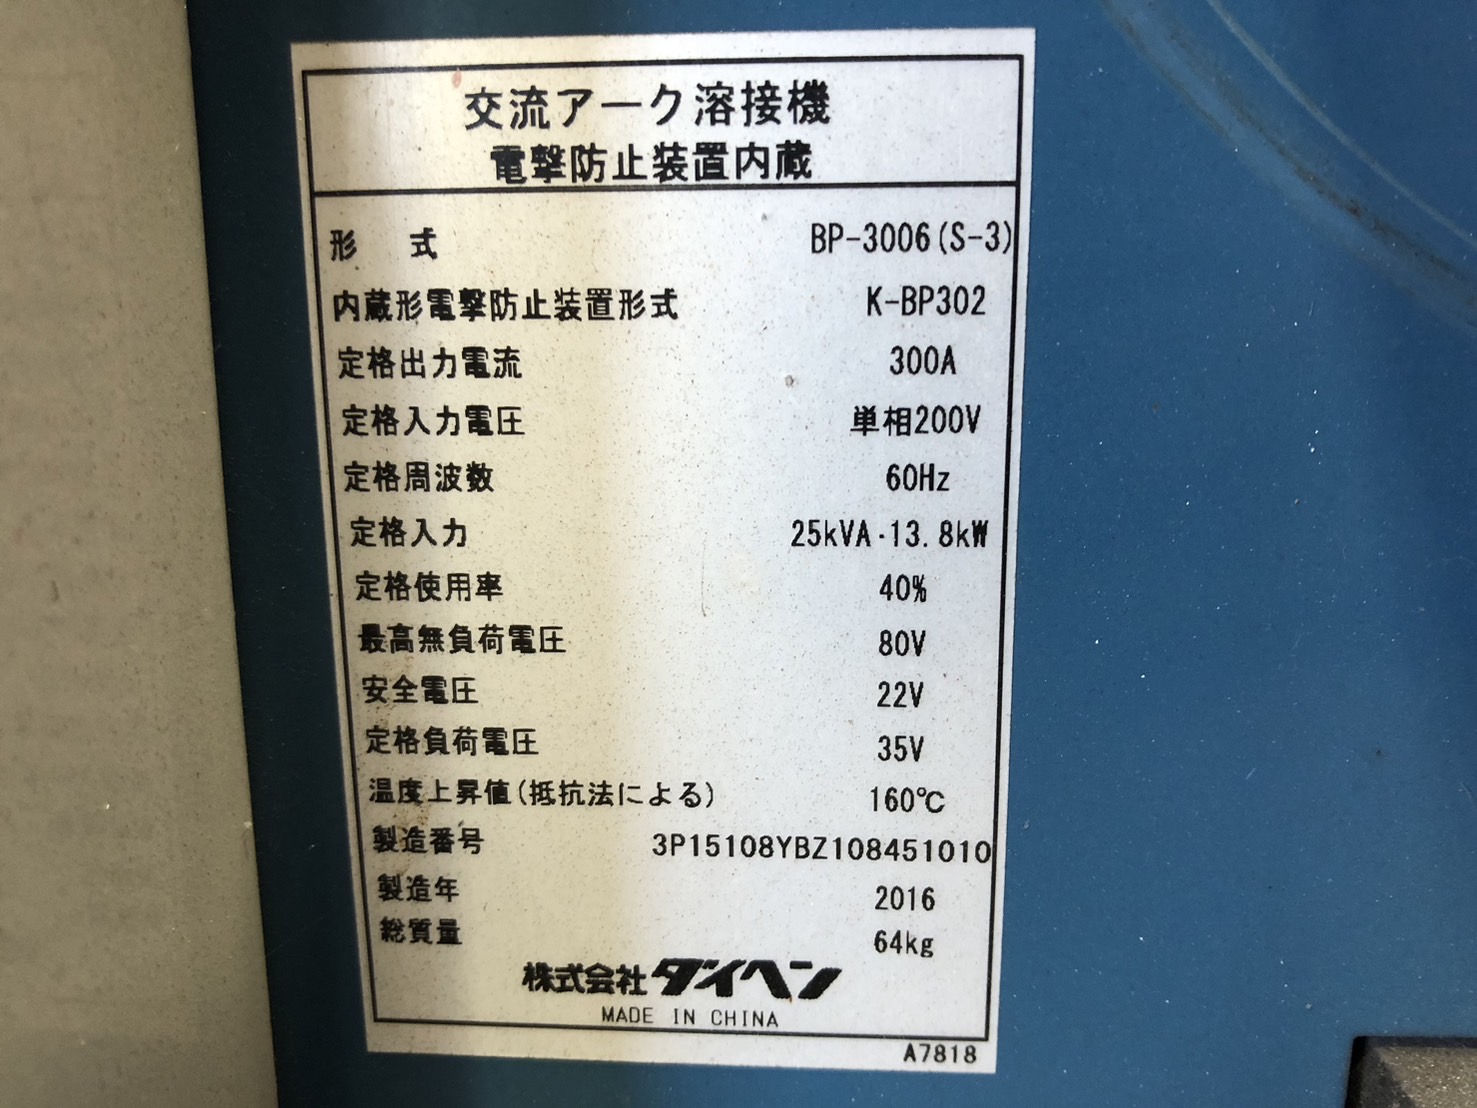 交流アーク溶接機
電撃防止装置内蔵
形 式 BP-3006(S-3)
内蔵形電撃防止装置形式 K-BP302
定格出力電流 300A
定格入力電圧 単相200V
定格周波数 60Hz
定格入力 25kVA・13.8kW
定格使用率 40%
最高無負荷電圧 80V
安全電圧 22V
定格負荷電圧 35V
温度上昇値(抵抗法による) 160℃
製造番号 3P15108YBZ108451010
製造年 2016
総質量 64kg
株式会社ダイヘン
MADE IN CHINA
A7818